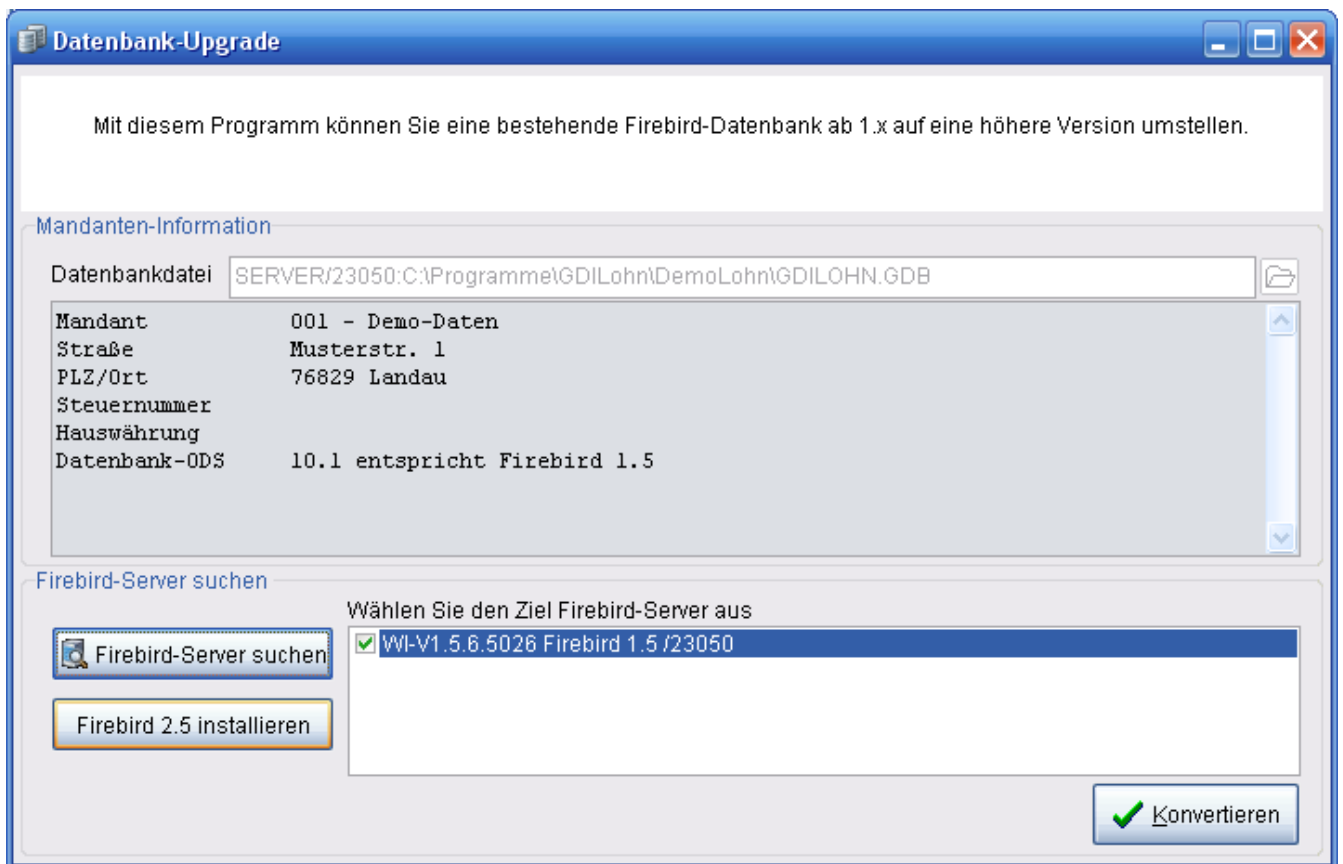 Datenbank-Upgrade
Mit diesem Programm können Sie eine bestehende Firebird-Datenbank ab 1.x auf eine höhere Version umstellen.
Mandanten-Information
Datenbankdatei SERVER/23050:C:\Programme\GDILohn\DemoLohn\GDILOHN.GDB
Mandant 001 - Demo-Daten
Straße Musterstr. 1
PLZ/Ort 76829 Landau
Steuernummer
Hauswährung
Datenbank-ODS 10.1 entspricht Firebird 1.5
Firebird-Server suchen
Wählen Sie den Ziel Firebird-Server aus
Firebird-Server suchen
WI-V1.5.6.5026 Firebird 1.5 /23050
Firebird 2.5 installieren
Konvertieren